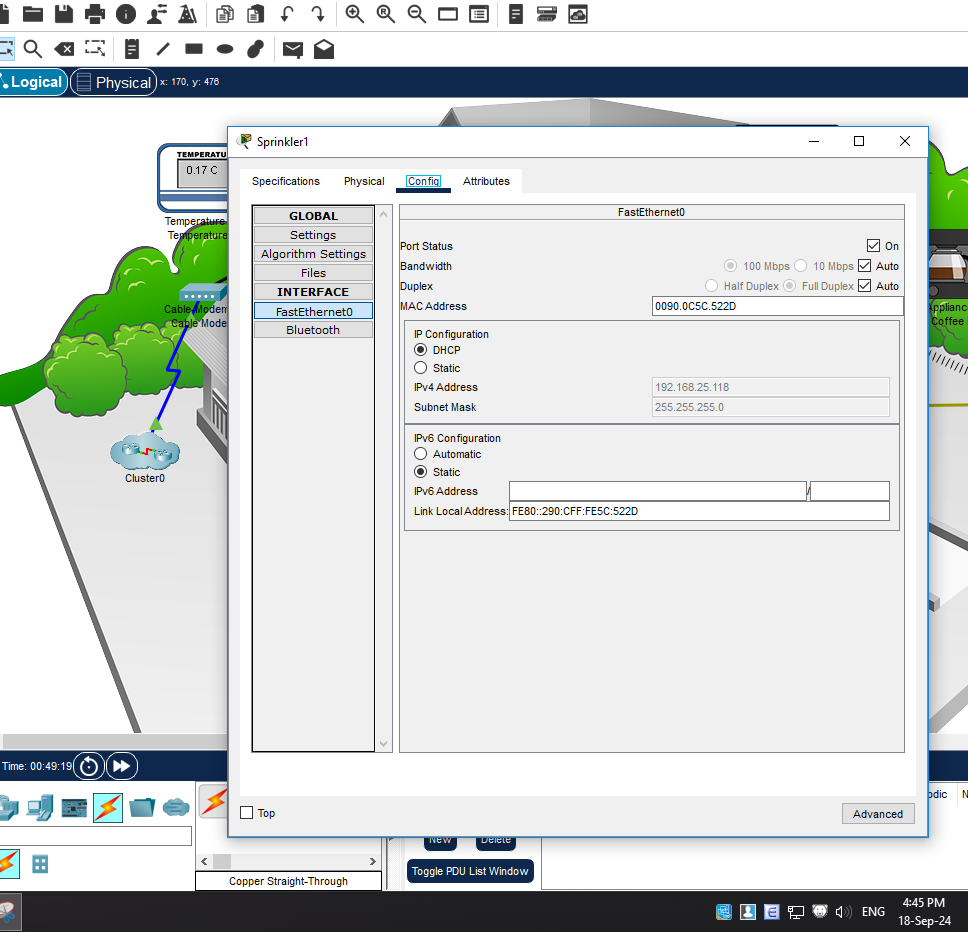 Logical
Physical
x: 170, y: 476
TEMPERATU
0.17 C
Temperature
Temperature
Cable Modem
Cable Mode
Cluster0
Appliance
Coffee
Sprinkler1
Specifications
Physical
Config
Attributes
GLOBAL
Settings
Algorithm Settings
Files
INTERFACE
FastEthernet0
Bluetooth
FastEthernet0
Port Status
On
Bandwidth
100 Mbps
10 Mbps
Auto
Duplex
Half Duplex
Full Duplex
Auto
MAC Address
0090.0C5C.522D
IP Configuration
DHCP
Static
IPv4 Address
192.168.25.118
Subnet Mask
255.255.255.0
IPv6 Configuration
Automatic
Static
IPv6 Address
/
Link Local Address:
FE80::290:CFF:FE5C:522D
Top
Advanced
Time: 00:49:19
odic
N
New
Delete
Toggle PDU List Window
Copper Straight-Through
ENG
4:45 PM
18-Sep-24